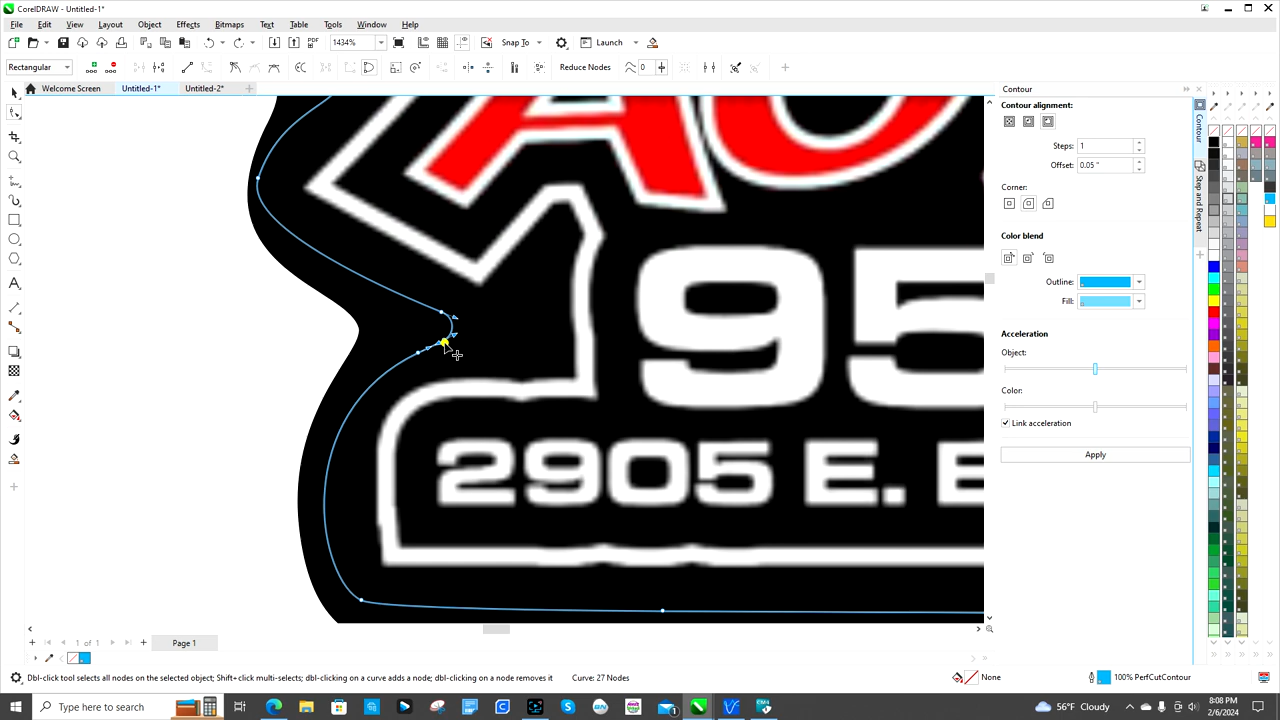 CorelDRAW - Untitled-1*
File Edit View Layout Object Effects Bitmaps Text Table Tools Window Help
PDF 1434% Snap To Launch
Rectangular Reduce Nodes 0
Welcome Screen Untitled-1* Untitled-2*
Contour
Contour alignment:
Steps: 1
Offset: 0.05 "
Corner:
Color blend
Outline:
Fill:
Acceleration
Object:
Color:
Link acceleration
Apply
Contour
Step and Repeat
95
2905 E.
1 of 1 Page 1
Dbl-click tool selects all nodes on the selected object; Shift+click multi-selects; dbl-clicking on a curve adds a node; dbl-clicking on a node removes it Curve: 27 Nodes None 100% PerfCutContour
Type here to search 56°F Cloudy 8:08 PM
2/6/2024